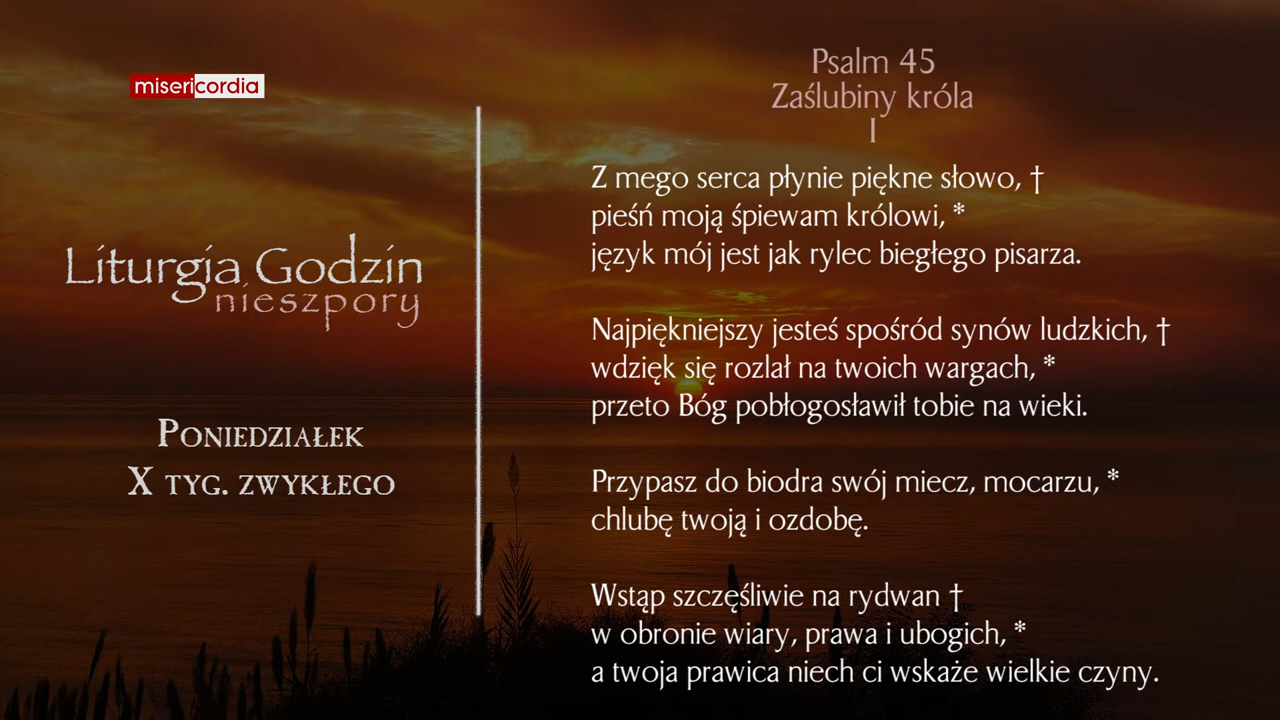 misericordia
Liturgia Godzin
nieszpory
Poniedziałek
X tyg. zwykłego
Psalm 45
Zaślubiny króla
I
Z mego serca płynie piękne słowo, †
pieśń moją śpiewam królowi, *
język mój jest jak rylec biegłego pisarza.
Najpiękniejszy jesteś spośród synów ludzkich, †
wdzięk się rozlał na twoich wargach, *
przeto Bóg pobłogosławił tobie na wieki.
Przypasz do biodra swój miecz, mocarzu, *
chlubę twoją i ozdobę.
Wstąp szczęśliwie na rydwan †
w obronie wiary, prawa i ubogich, *
a twoja prawica niech ci wskaże wielkie czyny.